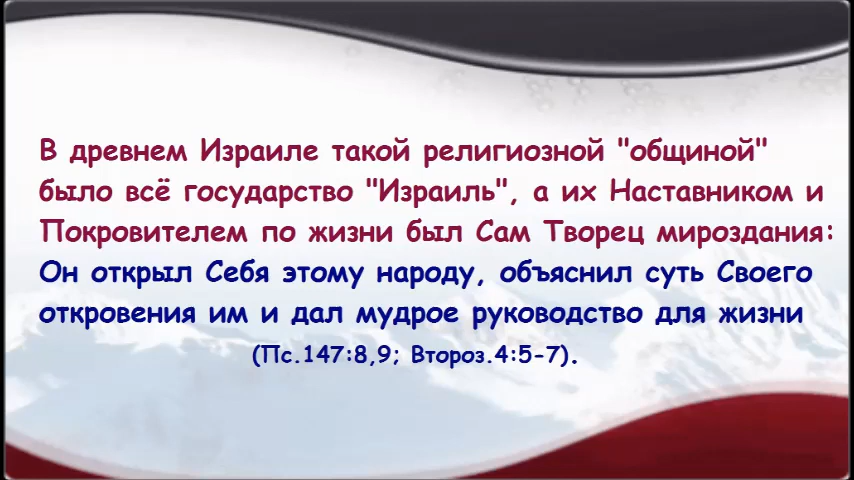 В древнем Израиле такой религиозной "общиной"
было всё государство "Израиль", а их Наставником и
Покровителем по жизни был Сам Творец мироздания:
Он открыл Себя этому народу, объяснил суть Своего
откровения им и дал мудрое руководство для жизни
(Пс.147:8,9; Второз.4:5-7).